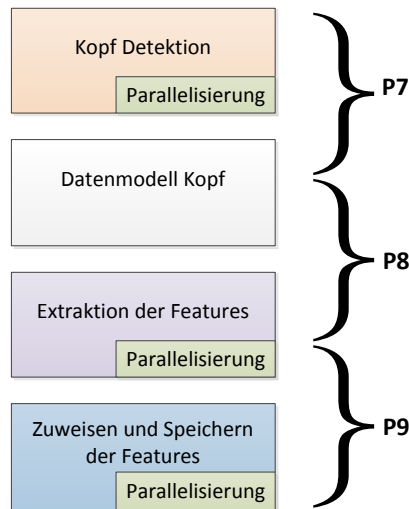 Kopf Detektion
Parallelisierung
P7
Datenmodell Kopf
P8
Extraktion der Features
Parallelisierung
P9
Zuweisen und Speichern
der Features
Parallelisierung